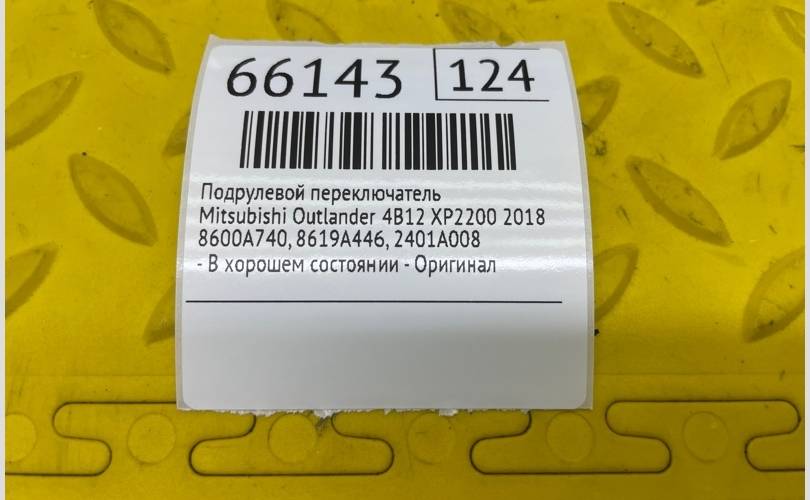 66143 124
Подрулевой переключатель
Mitsubishi Outlander 4B12 XP2200 2018
8600A740, 8619A446, 2401A008
- В хорошем состоянии - Оригинал